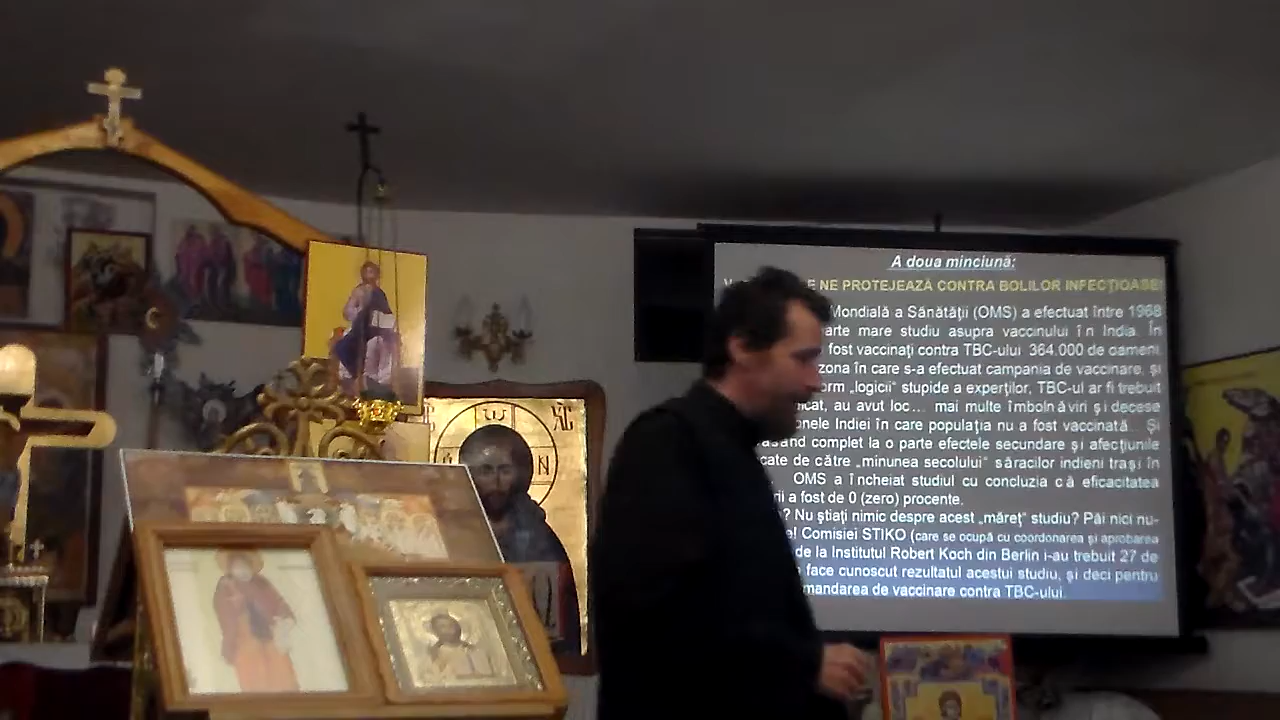 A doua minciună:
NE PROTEJEAZĂ CONTRA BOLILOR INFECȚIOASE!
Mondială a Sănătății (OMS) a efectuat între 1968
mare studiu asupra vaccinului în India. În
fost vaccinați contra TBC-ului 364.000 de oameni
zona în care s-a efectuat campania de vaccinare, și
„logicii" stupide a experților, TBC-ul ar fi trebuit
au avut loc... mai multe îmbolnăviri și decese
Indiei în care populația nu a fost vaccinată... Și
complet la o parte efectele secundare și afecțiunile
de către „minunea secolului" săracilor indieni trași în
OMS a încheiat studiul cu concluzia că eficacitatea
a fost de 0 (zero) procente.
? Nu știați nimic despre acest „măreț" studiu? Păi nici nu-
! Comisiei STIKO (care se ocupă cu coordonarea și aprobarea
de la Institutul Robert Koch din Berlin i-au trebuit 27 de
face cunoscut rezultatul acestui studiu, și deci pentru
de vaccinare contra TBC-ului.
ω
N